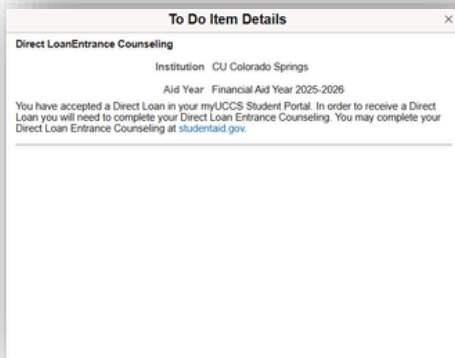 To Do Item Details ×
Direct LoanEntrance Counseling
Institution CU Colorado Springs
Aid Year Financial Aid Year 2025-2026
You have accepted a Direct Loan in your myUCCS Student Portal. In order to receive a Direct
Loan you will need to complete your Direct Loan Entrance Counseling. You may complete your
Direct Loan Entrance Counseling at studentaid.gov.